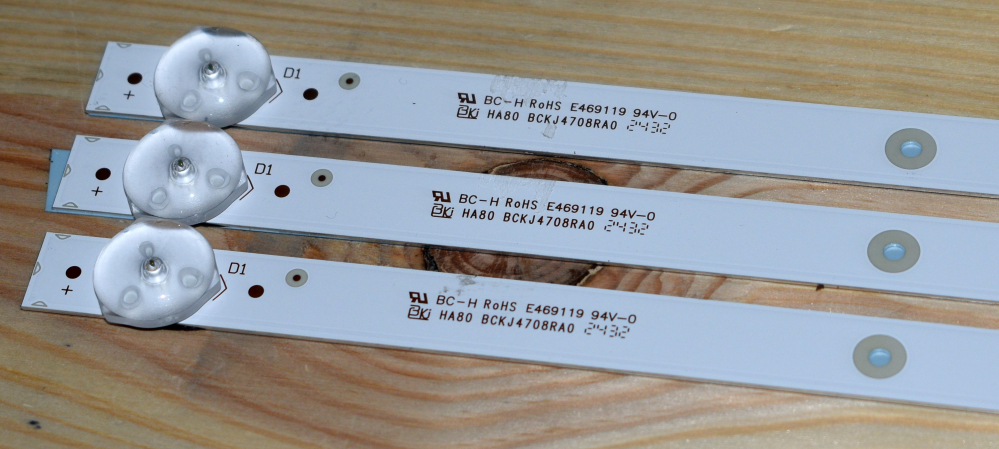 D1
BC-H RoHS E469119 94V-0
HA80 BCKJ4708RA0 2432
+
D1
BC-H RoHS E469119 94V-0
HA80 BCKJ4708RA0 2432
+
D1
BC-H RoHS E469119 94V-0
HA80 BCKJ4708RA0 2432
+